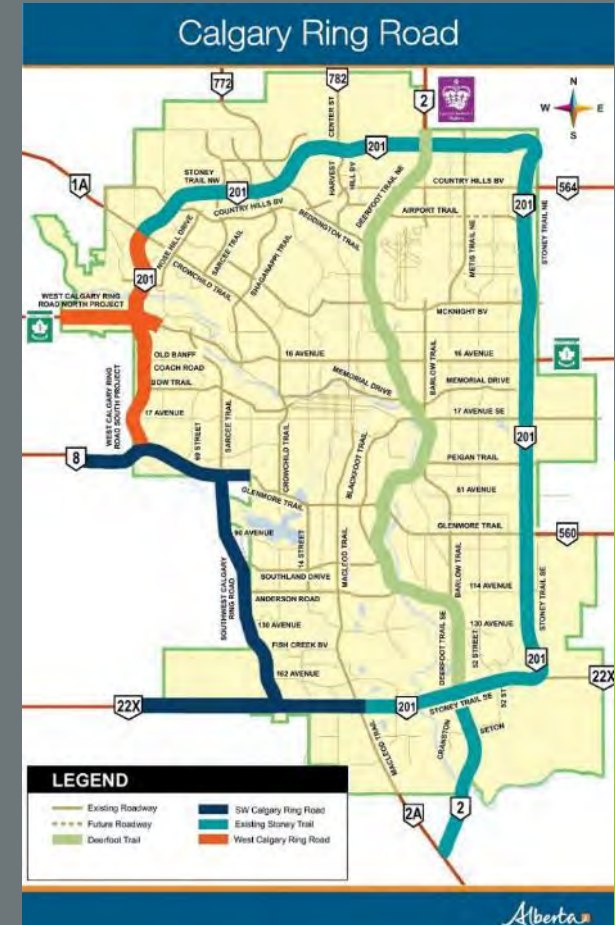 Calgary Ring Road
772
782
2
N
W
E
S
CENTER ST
1A
STONEY
TRAIL NW
201
201
HARVEST
HILL BV
DEERFOOT TRAIL NE
COUNTRY HILLS BV
564
COUNTRY HILLS BV
BEDDINGTON TRAIL
AIRPORT TRAIL
201
STONEY TRAIL NE
METIS TRAIL NE
NOSE HILL DRIVE
SARCEE TRAIL
SHAGANAPPI TRAIL
CROWCHILD TRAIL
201
WEST CALGARY RING
ROAD NORTH PROJECT
MCKNIGHT BV
OLD BANFF
COACH ROAD
16 AVENUE
BARLOW TRAIL
16 AVENUE
BOW TRAIL
MEMORIAL DRIVE
MEMORIAL DRIVE
WEST CALGARY RING
ROAD SOUTH PROJECT
17 AVENUE
69 STREET
SARCEE TRAIL
CROWCHILD TRAIL
17 AVENUE SE
201
8
BLACKFOOT TRAIL
PEIGAN TRAIL
GLENMORE TRAIL
61 AVENUE
90 AVENUE
14 STREET
MACLEOD TRAIL
GLENMORE TRAIL
560
SOUTHWEST CALGARY
RING ROAD
SOUTHLAND DRIVE
BARLOW TRAIL
114 AVENUE
STONEY TRAIL SE
ANDERSON ROAD
130 AVENUE
130 AVENUE
DEERFOOT TRAIL SE
52 STREET
FISH CREEK BV
201
162 AVENUE
22X
22X
201
STONEY TRAIL SE
52 ST
MACLEOD TRAIL
CRANSTON
SETON
2A
2
LEGEND
Existing Roadway
SW Calgary Ring Road
Future Roadway
Existing Stoney Trail
Deerfoot Trail
West Calgary Ring Road
Alberta